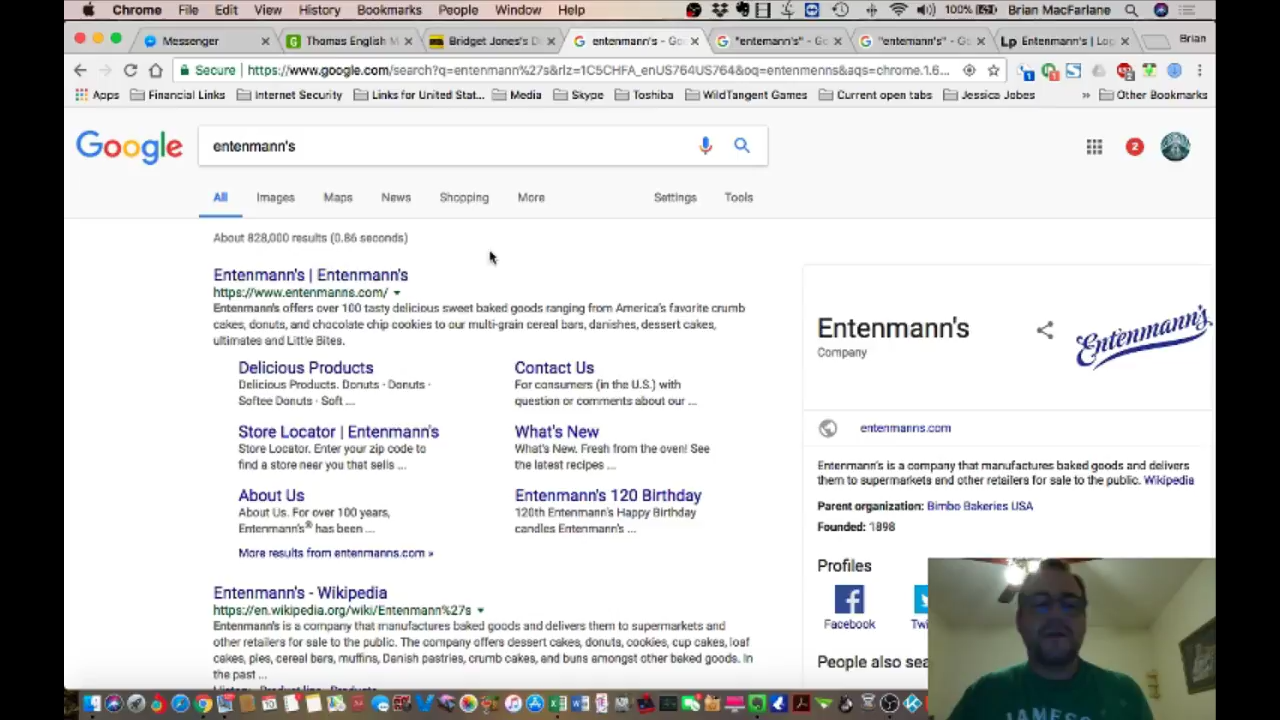 Chrome File Edit View History Bookmarks People Window Help 100% Brian MacFarlane
Messenger Thomas English M Bridget Jones's D entenmann's - Go "entemann's" - Go "entemann's" - Go Lp Entenmann's | Log Brian
Secure https://www.google.com/search?q=entenmann%27s&rlz=1C5CHFA_enUS764US764&oq=entenmenns&aqs=chrome.1.6...
Apps Financial Links Internet Security Links for United Stat... Media Skype Toshiba WildTangent Games Current open tabs Jessica Jobes » Other Bookmarks
Google entenmann's 2
All Images Maps News Shopping More Settings Tools
About 828,000 results (0.86 seconds)
Entenmann's | Entenmann's
https://www.entenmanns.com/
Entenmann's offers over 100 tasty delicious sweet baked goods ranging from America's favorite crumb
cakes, donuts, and chocolate chip cookies to our multi-grain cereal bars, danishes, dessert cakes,
ultimates and Little Bites.
Delicious Products
Delicious Products. Donuts · Donuts ·
Softee Donuts · Soft ...
Contact Us
For consumers (in the U.S.) with
question or comments about our ...
Store Locator | Entenmann's
Store Locator. Enter your zip code to
find a store near you that sells ...
What's New
What's New. Fresh from the oven! See
the latest recipes ...
About Us
About Us. For over 100 years,
Entenmann's® has been ...
Entenmann's 120 Birthday
120th Entenmann's Happy Birthday
candles Entenmann's ...
More results from entenmanns.com »
Entenmann's - Wikipedia
https://en.wikipedia.org/wiki/Entenmann%27s
Entenmann's is a company that manufactures baked goods and delivers them to supermarkets and
other retailers for sale to the public. The company offers dessert cakes, donuts, cookies, cup cakes, loaf
cakes, pies, cereal bars, muffins, Danish pastries, crumb cakes, and buns amongst other baked goods. In
the past ...
History · Product line · Products
Entenmann's
Company
Entenmann's
entenmanns.com
Entenmann's is a company that manufactures baked goods and delivers
them to supermarkets and other retailers for sale to the public. Wikipedia
Parent organization: Bimbo Bakeries USA
Founded: 1898
Profiles
Facebook Twi
People also sea
JAMES